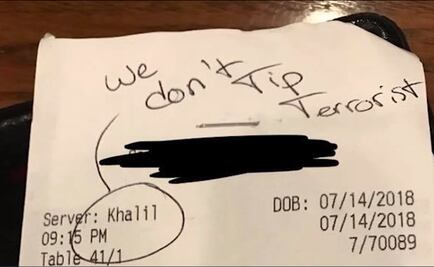 We don't Tip Terrorist
DOB: 07/14/2018
Server: Khalil
07/14/2018
09:15 PM
7/70089
Table 41/1